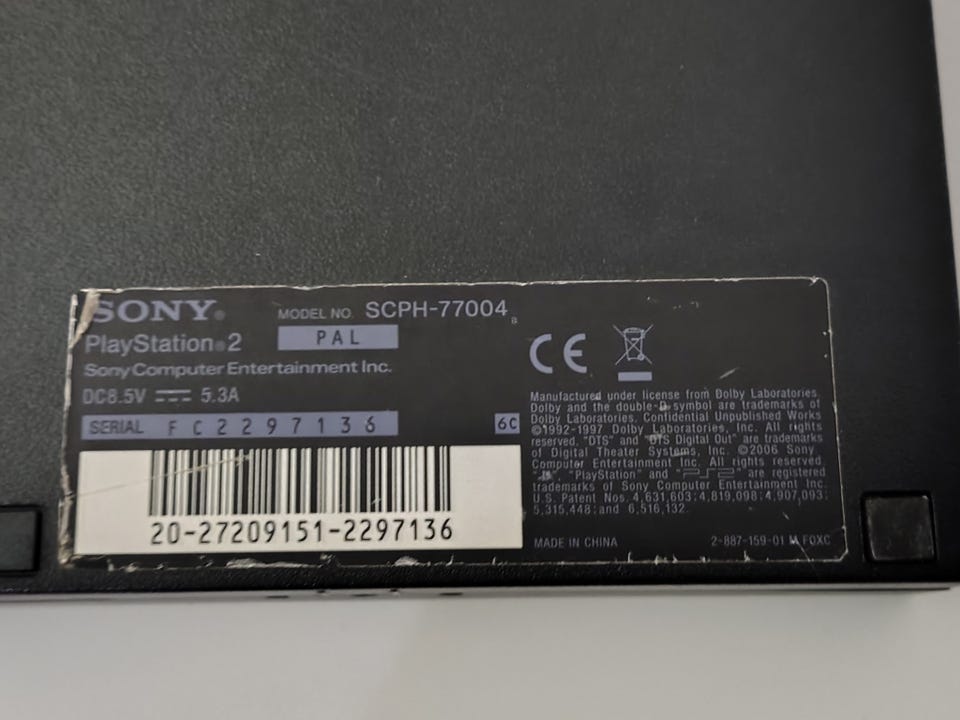 SONY®
MODEL NO. SCPH-77004 B
PlayStation®2
PAL
Sony Computer Entertainment Inc.
DC8.5V 5.3A
SERIAL FC2297136
6C
20-27209151-2297136
CE
Manufactured under license from Dolby Laboratories.
Dolby and the double-D symbol are trademarks of
Dolby Laboratories. Confidential Unpublished Works
©1992-1997 Dolby Laboratories, Inc. All rights
reserved. "DTS" and "DTS Digital Out" are trademarks
of Digital Theater Systems, Inc. ©2006 Sony
Computer Entertainment Inc. All rights reserved.
" ", "PlayStation" and "PS2" are registered
trademarks of Sony Computer Entertainment Inc.
U.S. Patent Nos. 4,631,603; 4,819,098; 4,907,093;
5,315,448; and 6,516,132.
MADE IN CHINA
2-887-159-01 FOXC